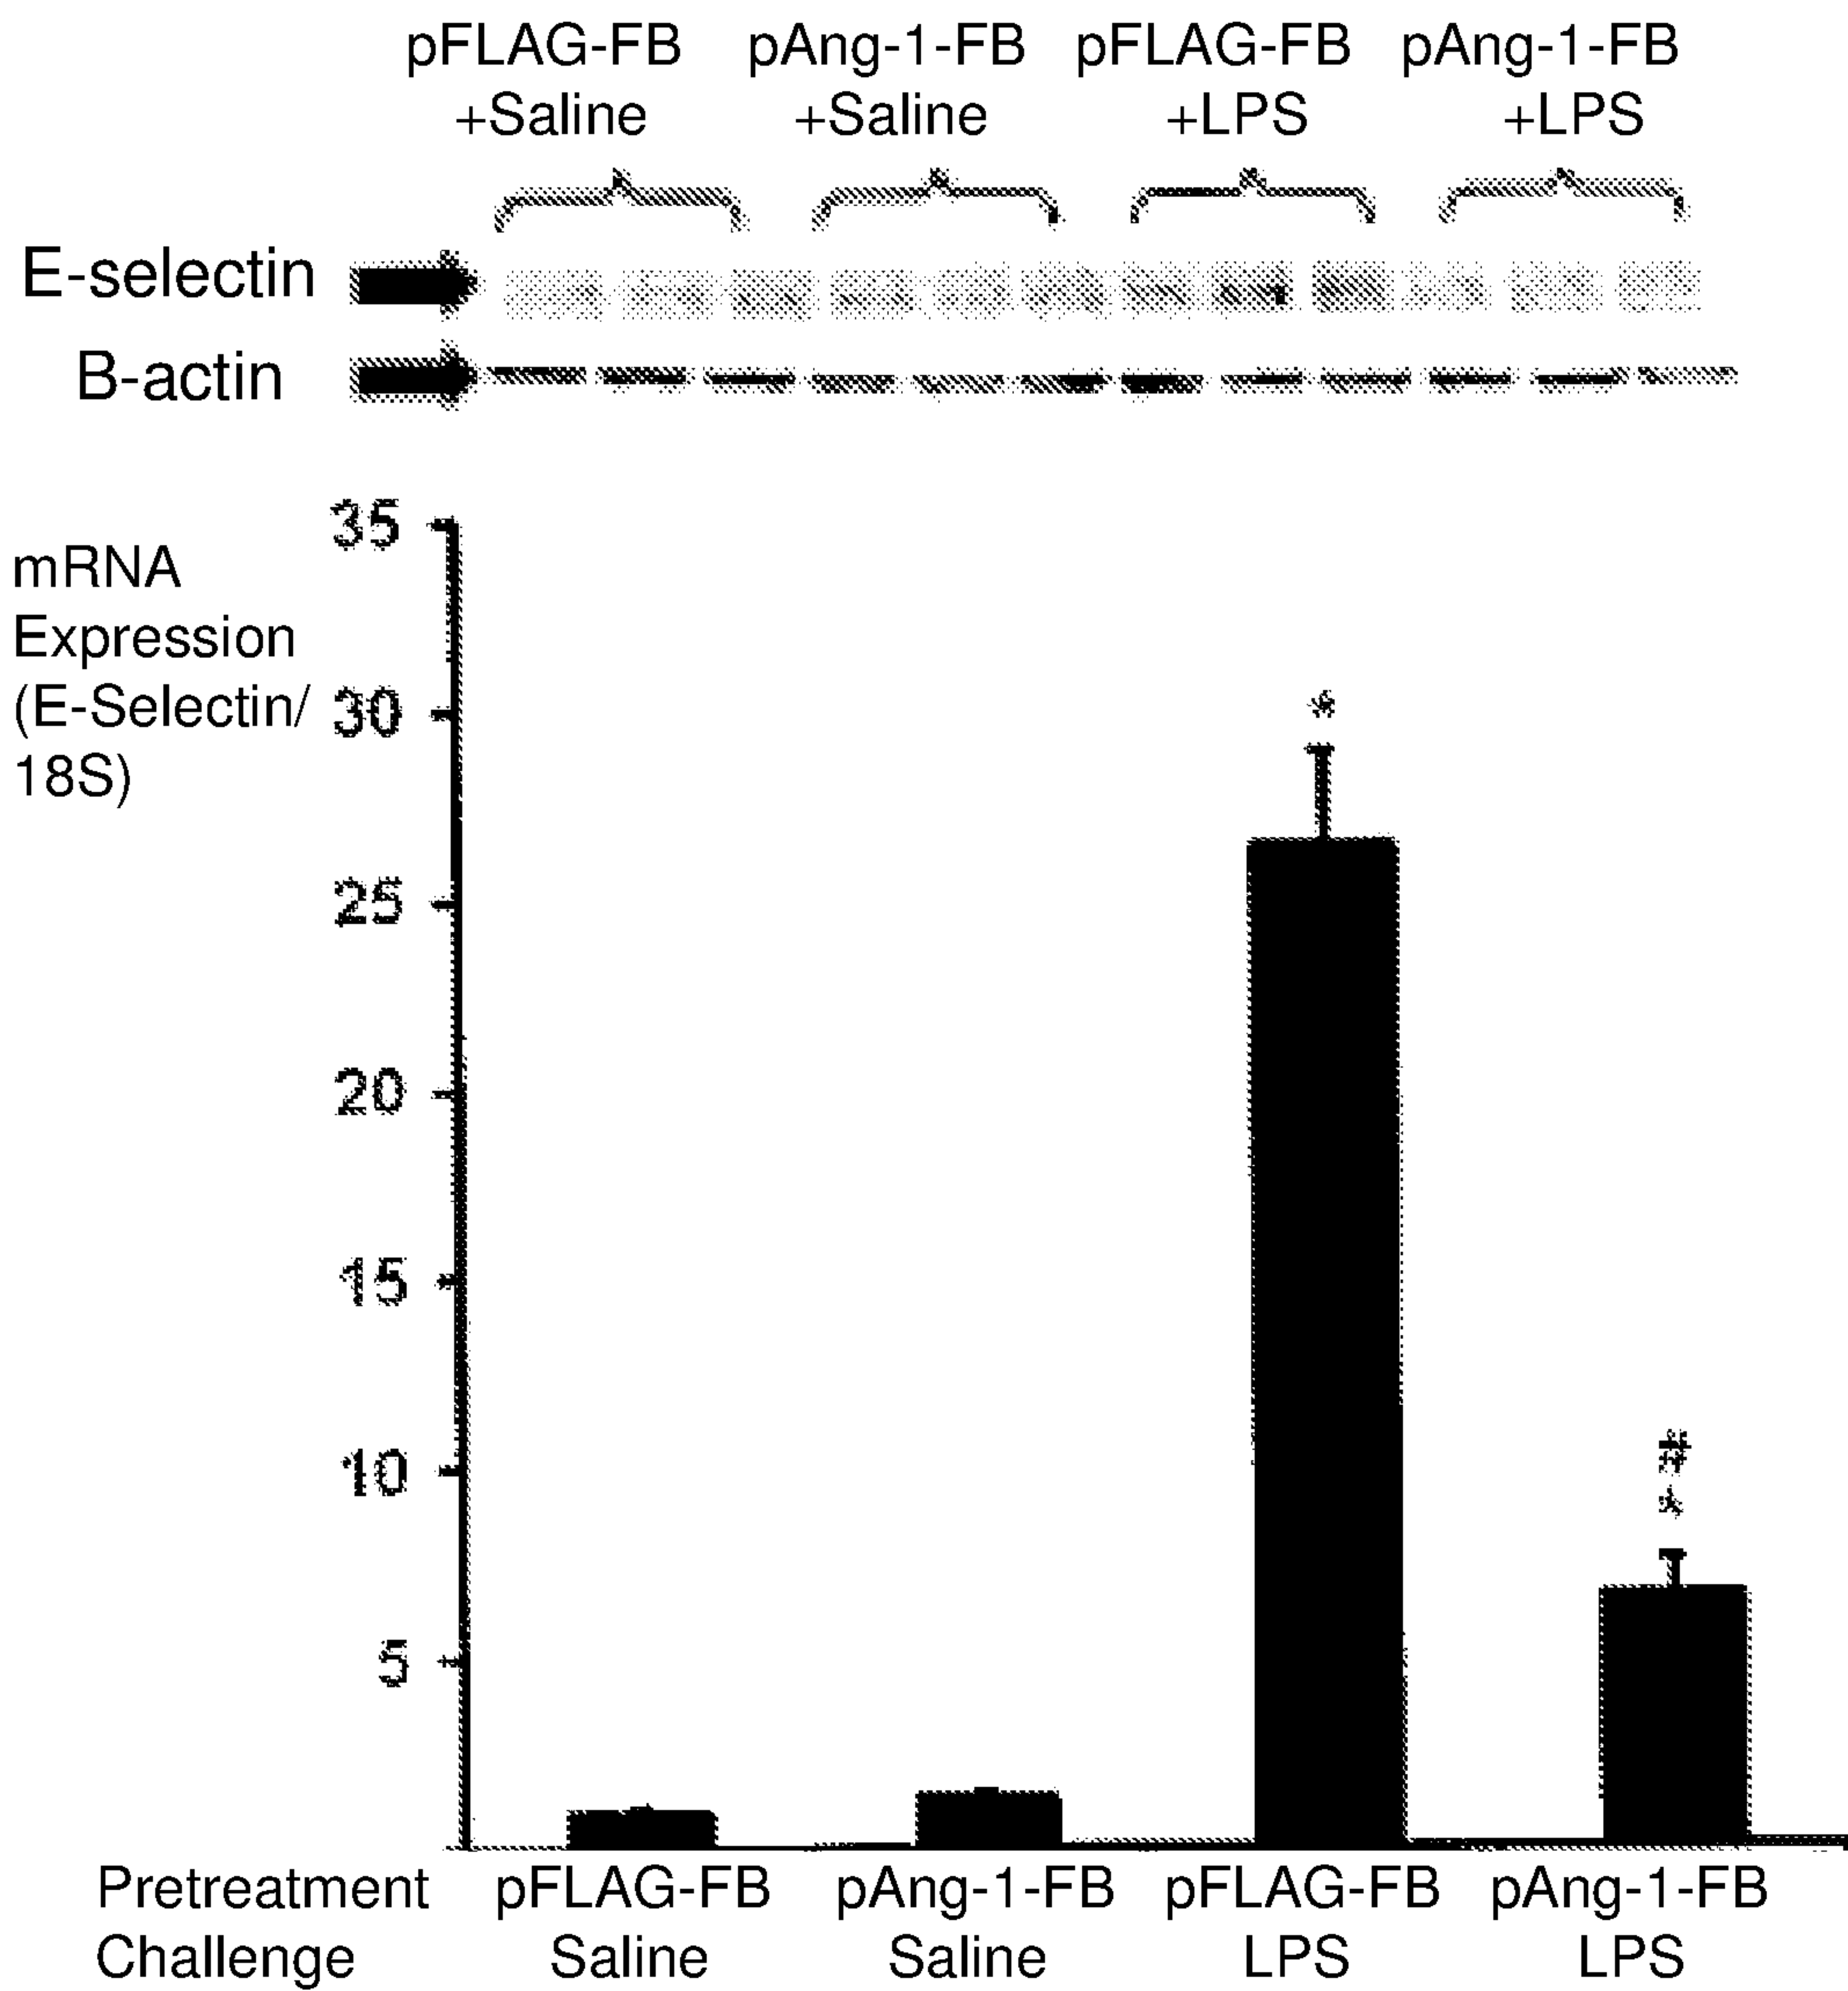 pFLAG-FB pAng-1-FB pFLAG-FB pAng-1-FB
+Saline +Saline +LPS +LPS
E-selectin
B-actin
35
mRNA
Expression
(E-Selectin/ 30
18S)
*
25
20
15
10
‡
*
5
Pretreatment pFLAG-FB pAng-1-FB pFLAG-FB pAng-1-FB
Challenge Saline Saline LPS LPS